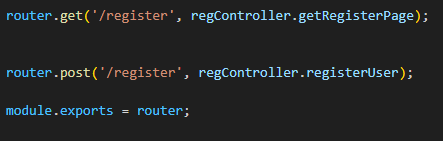 router.get('/register', regController.getRegisterPage);
router.post('/register', regController.registerUser);
module.exports = router;